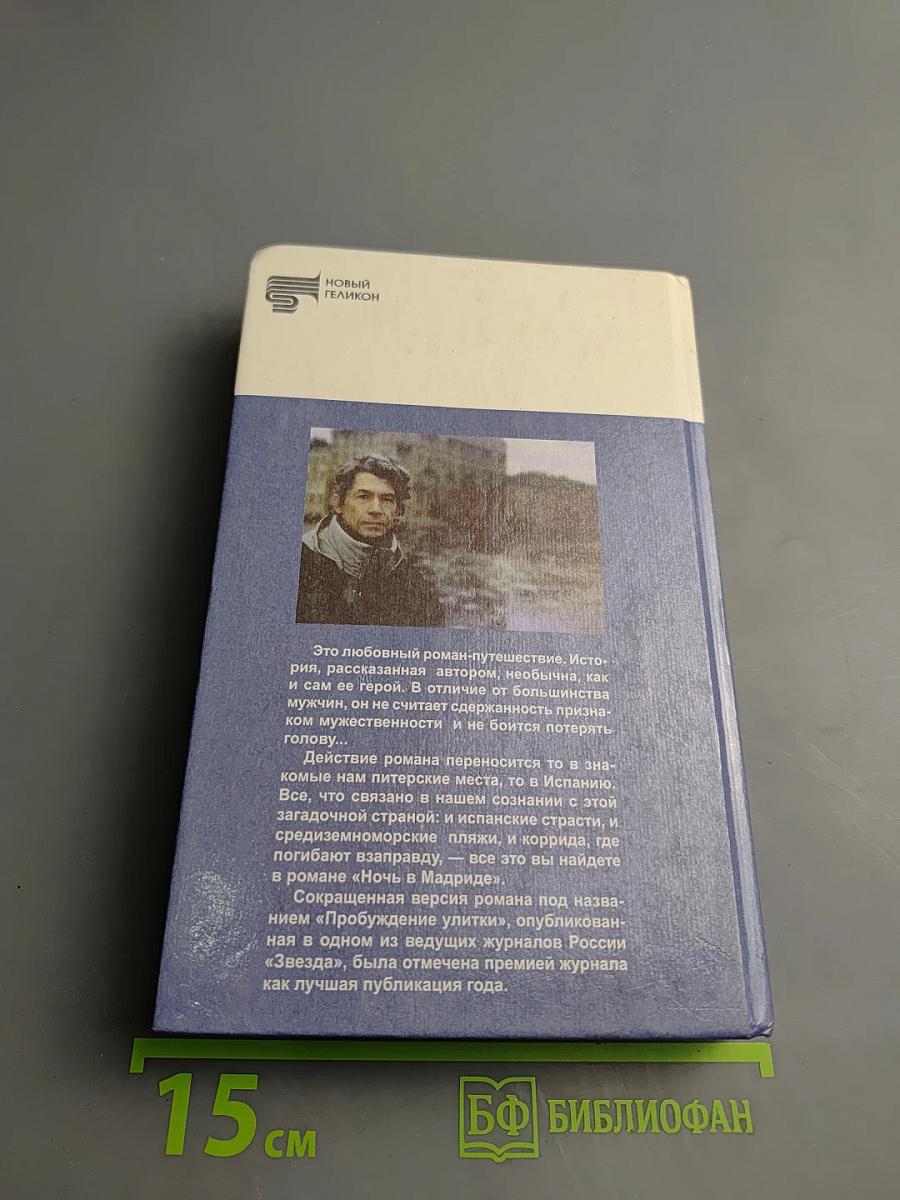 НОВЫЙ
ГЕЛИКОН
Это любовный роман-путешествие. Исто-
рия, рассказанная автором, необычна, как
и сам ее герой. В отличие от большинства
мужчин, он не считает сдержанность призна-
ком мужественности и не боится потерять
голову...
Действие романа переносится то в зна-
комые нам питерские места, то в Испанию.
Все, что связано в нашем сознании с этой
загадочной страной: и испанские страсти, и
средиземноморские пляжи, и коррида, где
погибают взаправду, — все это вы найдете
в романе «Ночь в Мадриде».
Сокращенная версия романа под назва-
нием «Пробуждение улитки», опубликован-
ная в одном из ведущих журналов России
«Звезда», была отмечена премией журнала
как лучшая публикация года.
15 см
БФ БИБЛИОФАН